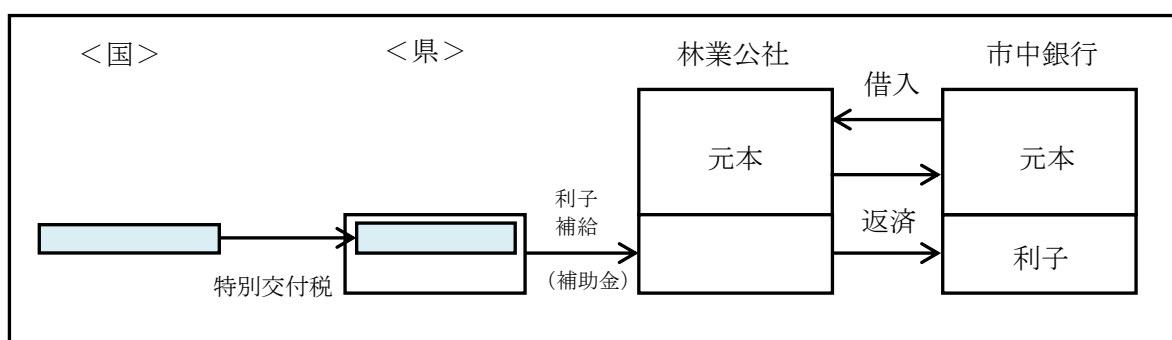 <国>
<県>
林業公社
市中銀行
借入
元本
元本
利子
補給
返済
利子
特別交付税
(補助金)